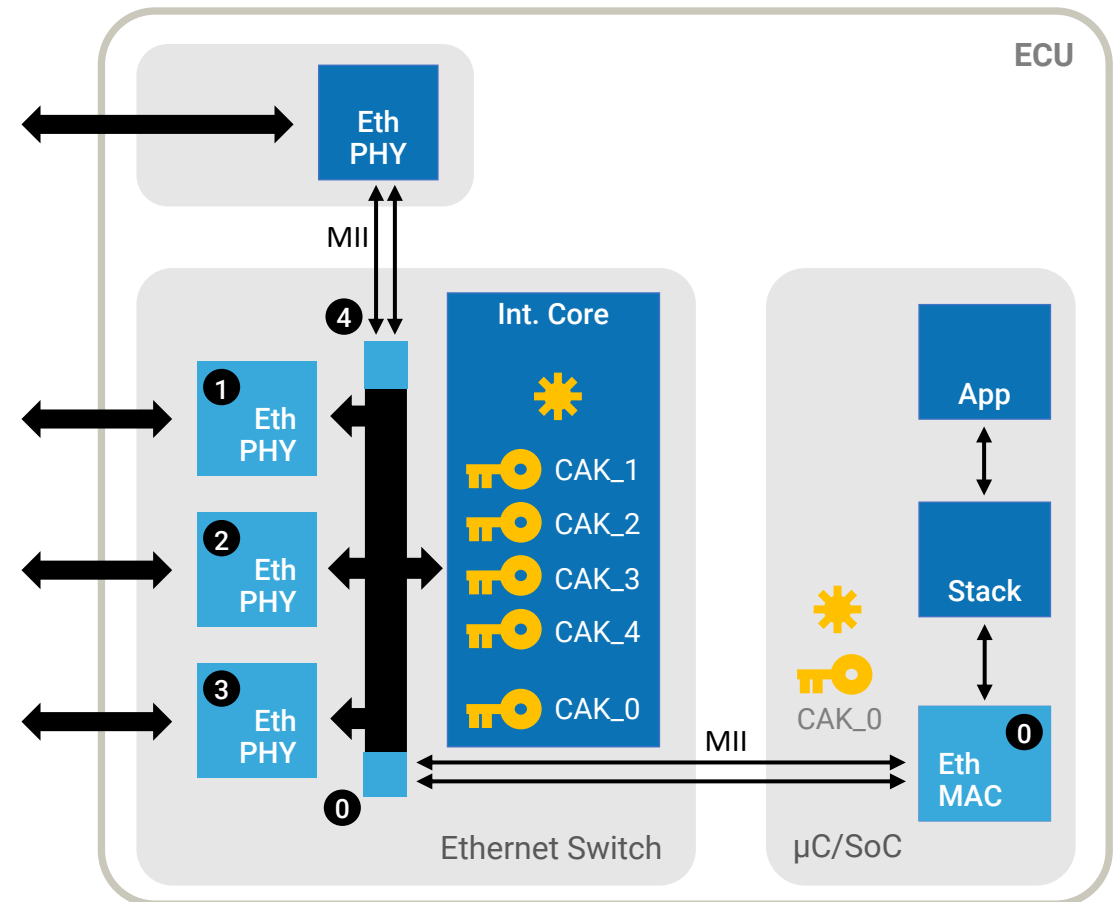 ECU
Eth
PHY
MII
4
Int. Core
1
Eth
PHY
App
CAK_1
CAK_2
2
Eth
PHY
CAK_3
Stack
CAK_4
3
Eth
PHY
CAK_0
CAK_0
MII
0
Eth
MAC
0
Ethernet Switch
µC/SoC